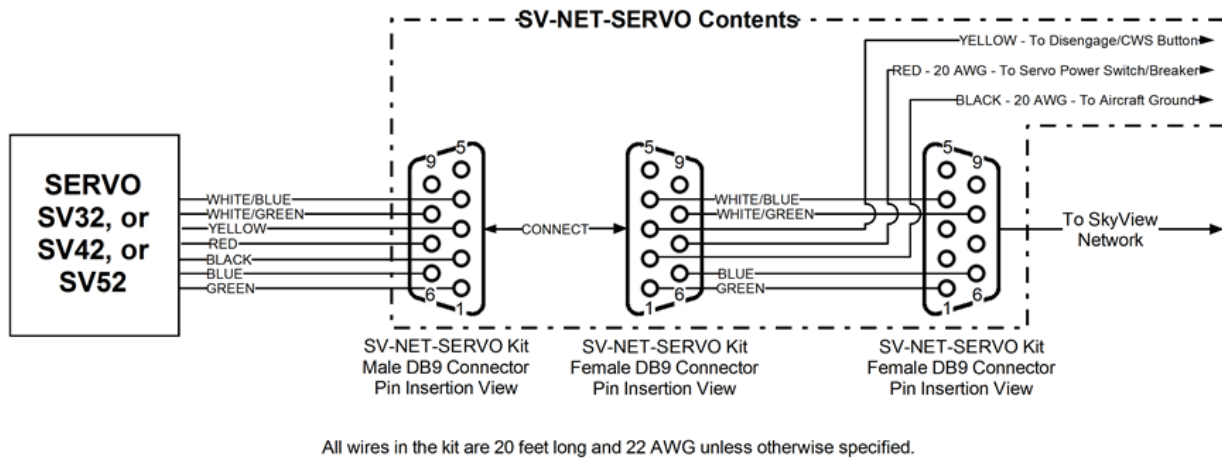 SV-NET-SERVO Contents
YELLOW - To Disengage/CWS Button
RED - 20 AWG - To Servo Power Switch/Breaker
BLACK - 20 AWG - To Aircraft Ground
SERVO
SV32, or
SV42, or
SV52
WHITE/BLUE
WHITE/GREEN
YELLOW
RED
BLACK
BLUE
GREEN
9
5
6
1
CONNECT
5
9
1
6
WHITE/BLUE
WHITE/GREEN
BLUE
GREEN
5
9
1
6
To SkyView
Network
SV-NET-SERVO Kit
Male DB9 Connector
Pin Insertion View
SV-NET-SERVO Kit
Female DB9 Connector
Pin Insertion View
SV-NET-SERVO Kit
Female DB9 Connector
Pin Insertion View
All wires in the kit are 20 feet long and 22 AWG unless otherwise specified.